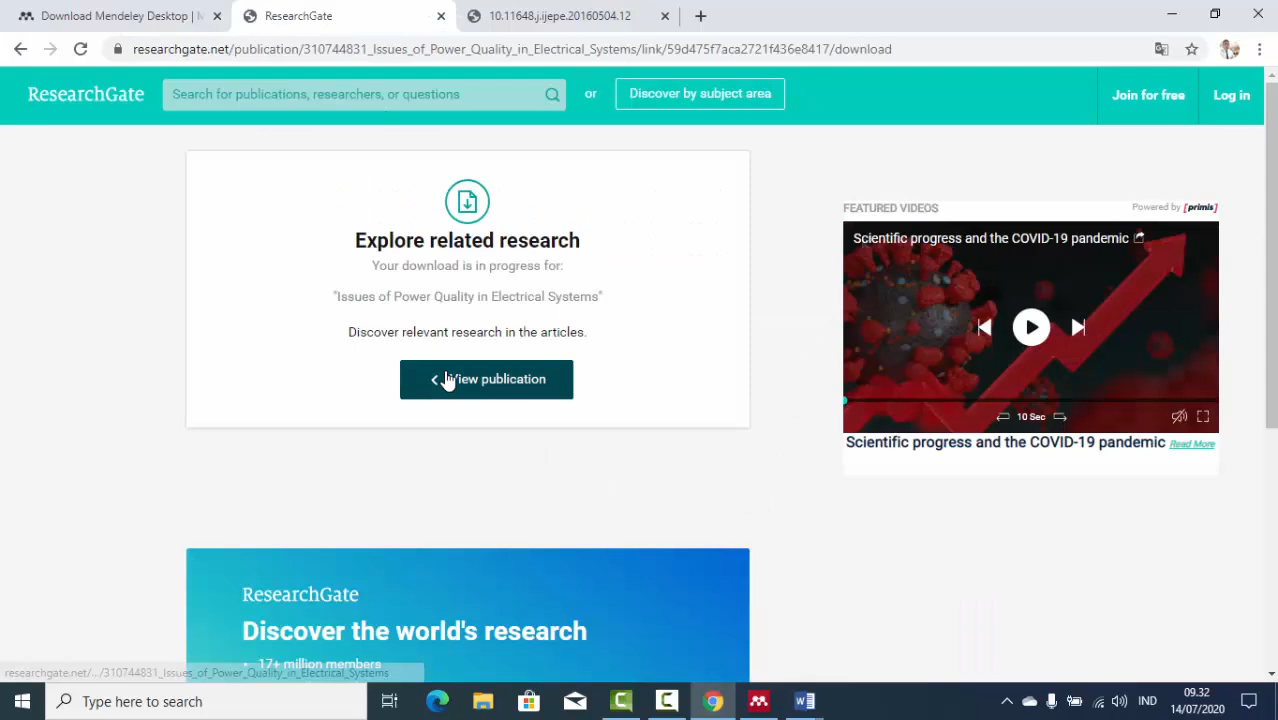 Download Mendeley Desktop |
ResearchGate
10.11648.j.ijepe.20160504.12
researchgate.net/publication/310744831_Issues_of_Power_Quality_in_Electrical_Systems/link/59d475f7aca2721f436e8417/download
ResearchGate
Search for publications, researchers, or questions
or
Discover by subject area
Join for free
Log in
Explore related research
Your download is in progress for:
"Issues of Power Quality in Electrical Systems"
Discover relevant research in the articles.
View publication
FEATURED VIDEOS
Powered by [primis]
Scientific progress and the COVID-19 pandemic
10 Sec
Scientific progress and the COVID-19 pandemic Read More
ResearchGate
Discover the world's research
• 17+ million members
researchgate.net/.../310744831_Issues_of_Power_Quality_in_Electrical_Systems
Type here to search
IND
09.32
14/07/2020